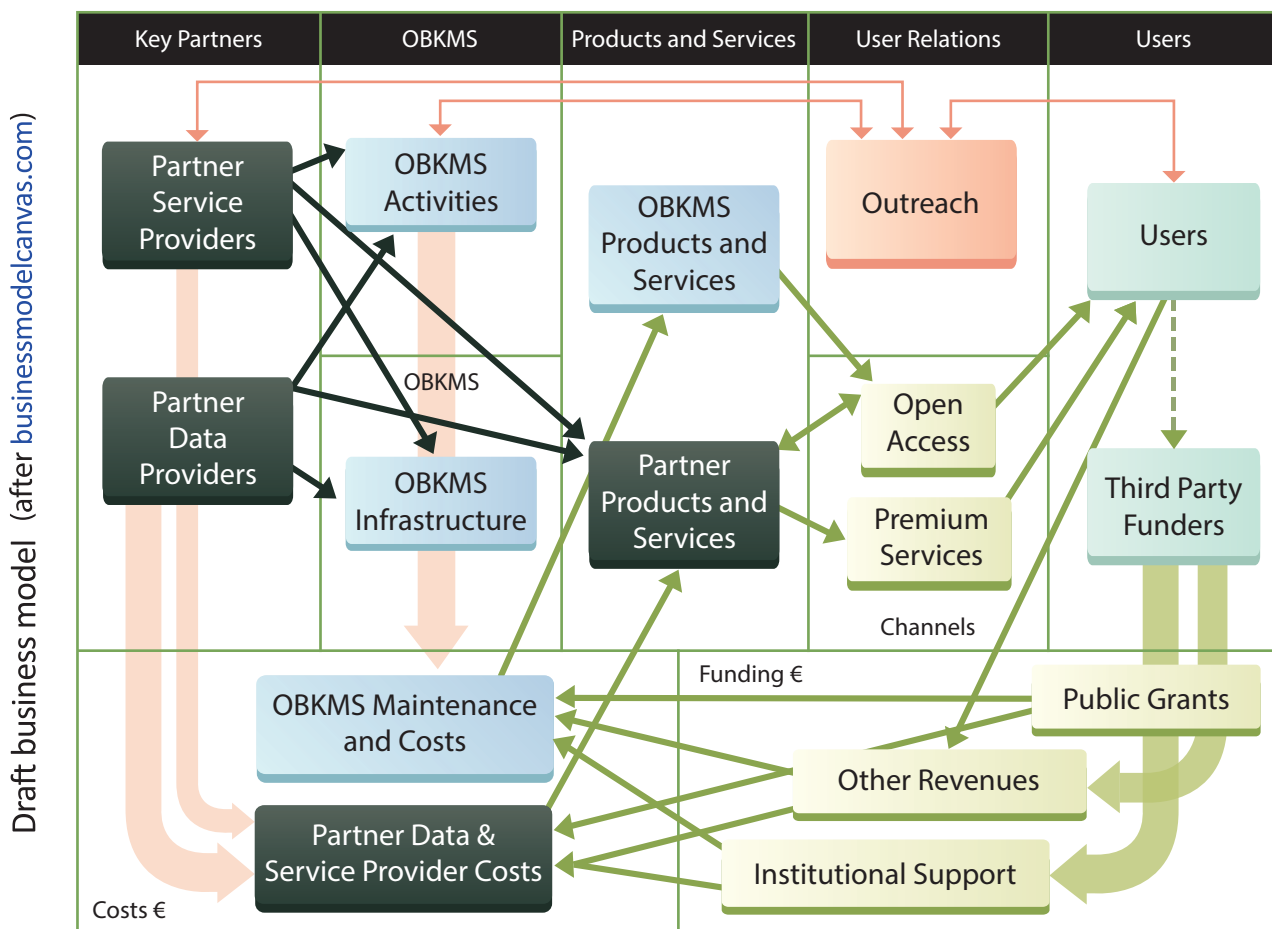 Draft business model (after businessmodelcanvas.com)
Key Partners
OBKMS
Products and Services
User Relations
Users
Partner
Service
Providers
OBKMS
Activities
OBKMS
Products and
Services
Outreach
Users
OBKMS
Partner
Data
Providers
OBKMS
Infrastructure
Partner
Products and
Services
Open
Access
Premium
Services
Third Party
Funders
Channels
Funding €
OBKMS Maintenance
and Costs
Public Grants
Other Revenues
Partner Data &
Service Provider Costs
Institutional Support
Costs €